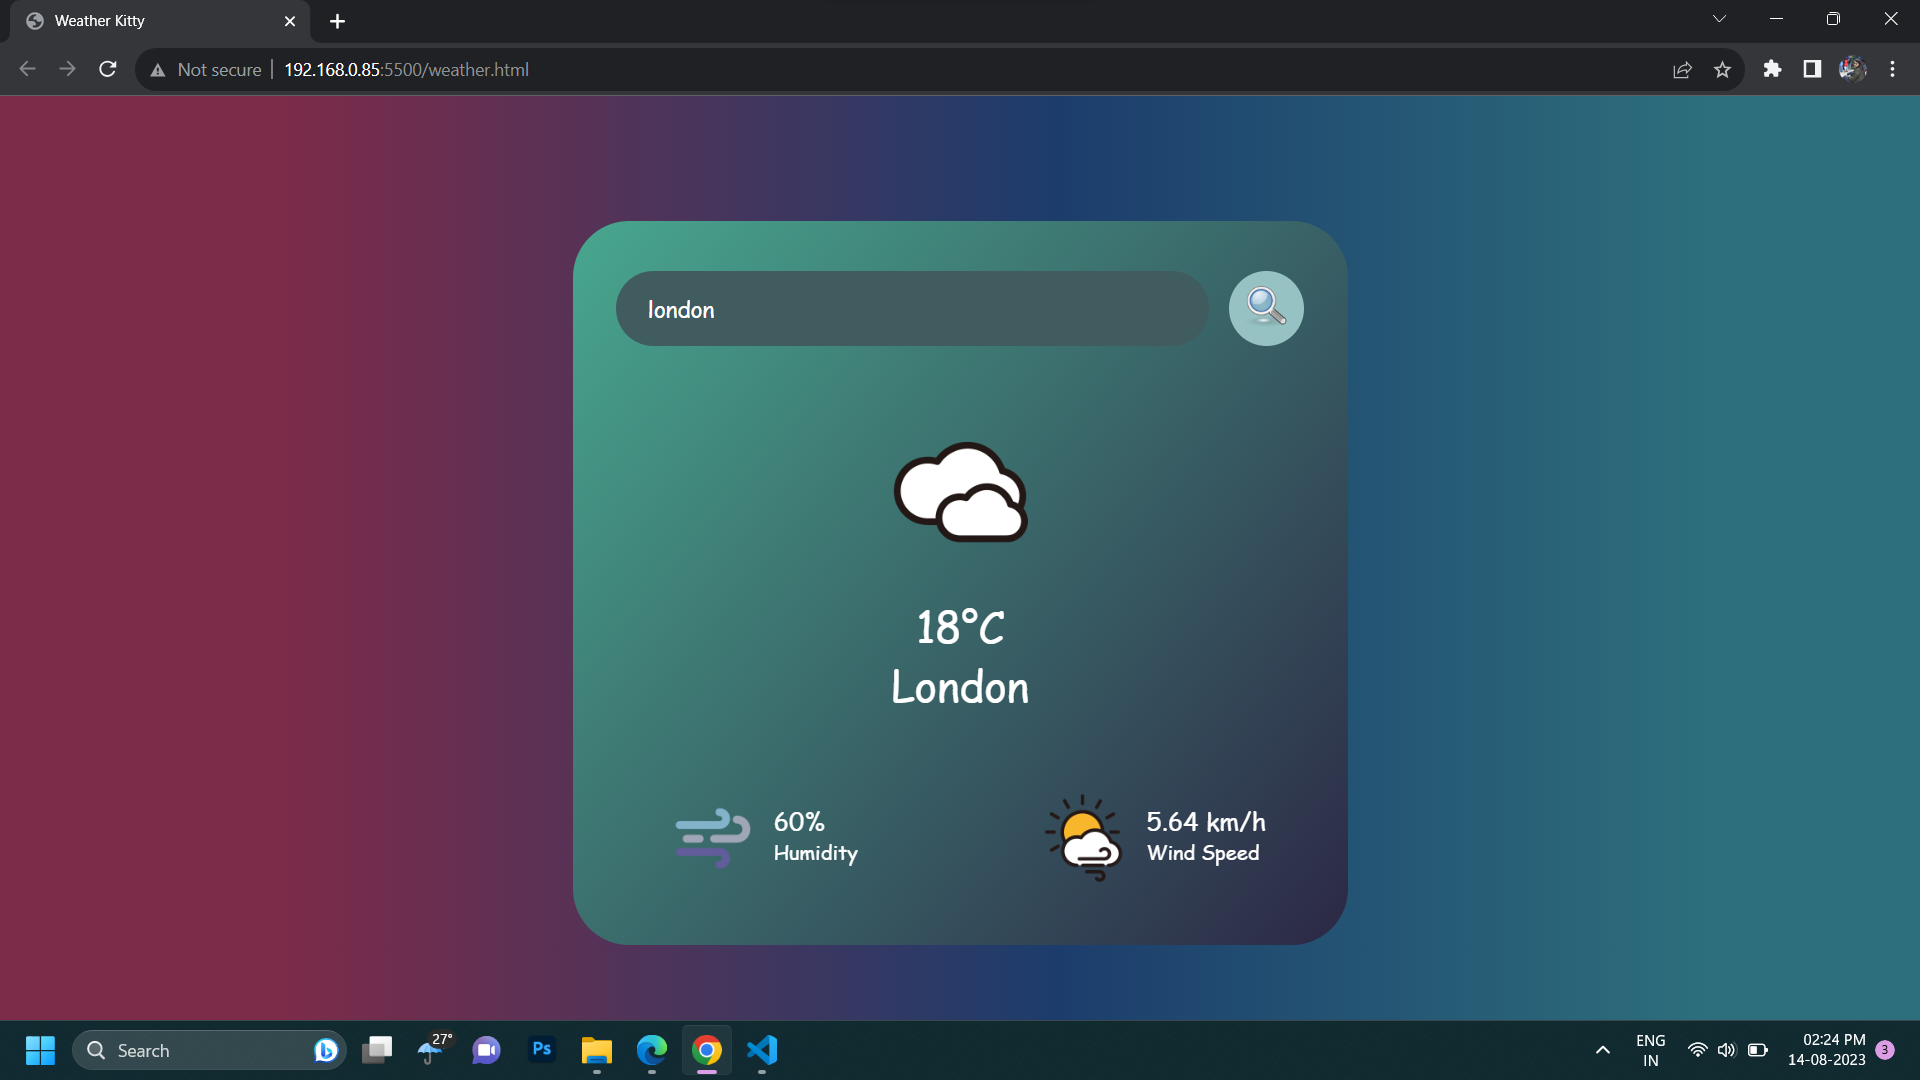 Weather Kitty
Not secure
192.168.0.85:5500/weather.html
london
18°C
London
60%
Humidity
5.64 km/h
Wind Speed
Search
27°
Ps
ENG
IN
02:24 PM
14-08-2023
3